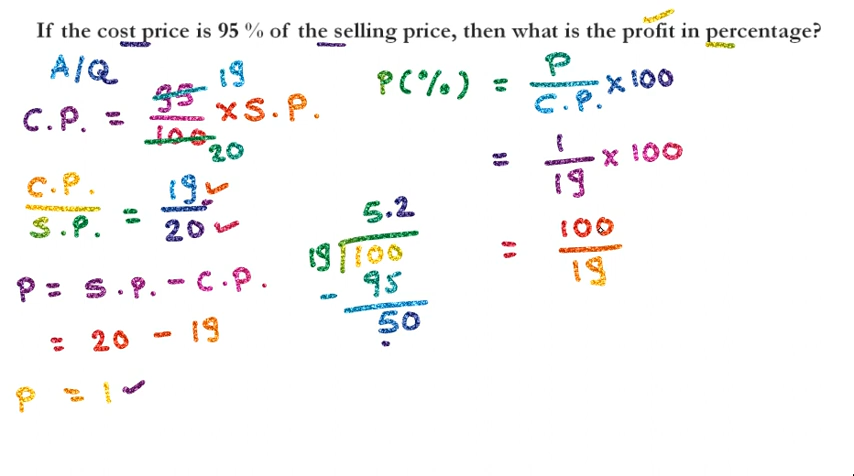 If the cost price is 95 % of the selling price, then what is the profit in percentage?
A/Q
C.P. = 95/100 × S.P.
19
20
C.P./S.P. = 19/20
P = S.P. - C.P.
= 20 - 19
P = 1
5.2
19 100
- 95
50
P(%) = P/C.P. × 100
= 1/19 × 100
= 100/19